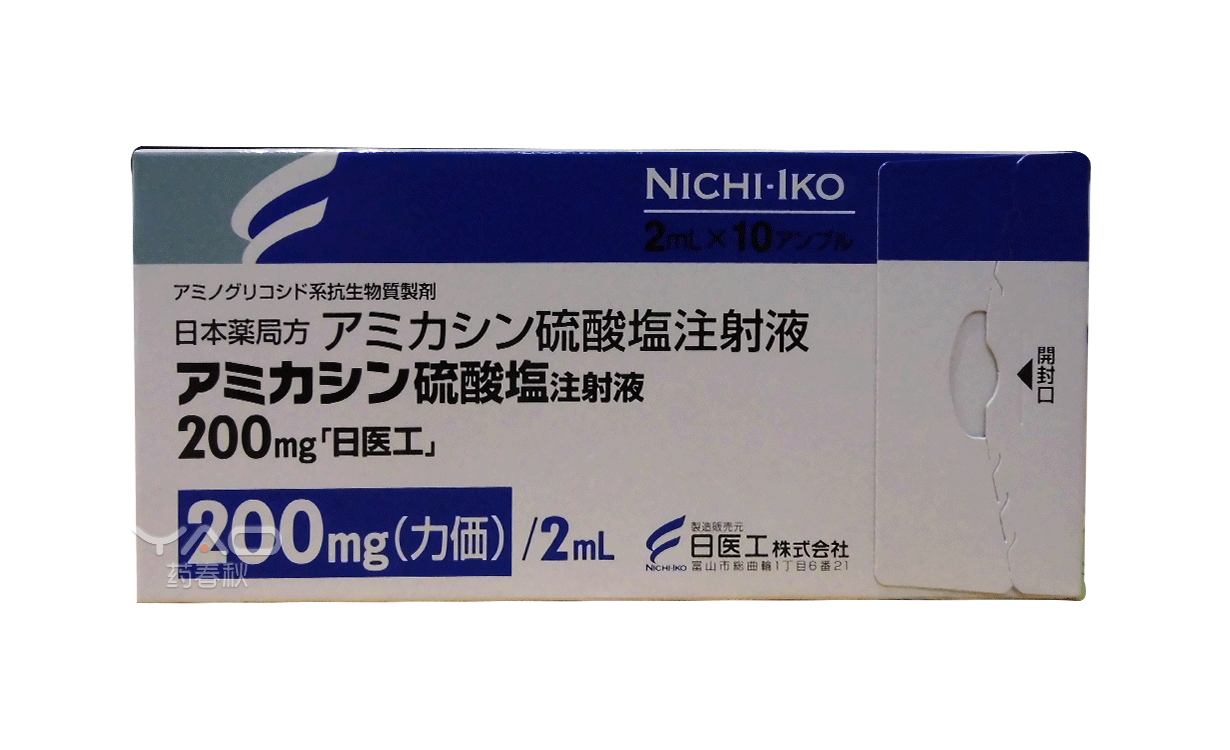 NICHI-IKO
2mL×10アンプル
アミノグリコシド系抗生物質製剤
日本薬局方 アミカシン硫酸塩注射液
アミカシン硫酸塩注射液
200mg「日医工」
200mg(力価)/2mL
YAO
药春秋
NICHI-IKO
製造販売元
日医工株式会社
富山市総曲輪1丁目6番21
開封口